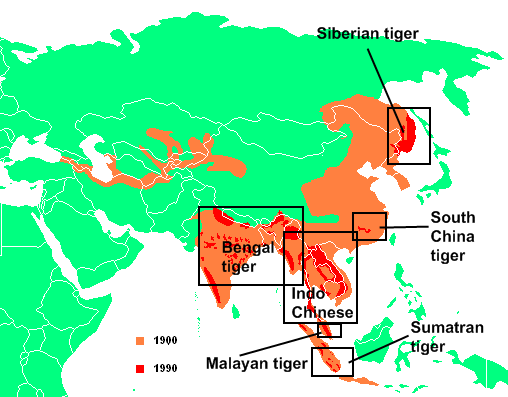 Siberian tiger
South
China
tiger
Bengal
tiger
Indo
Chinese
Sumatran
tiger
Malayan tiger
1900
1990